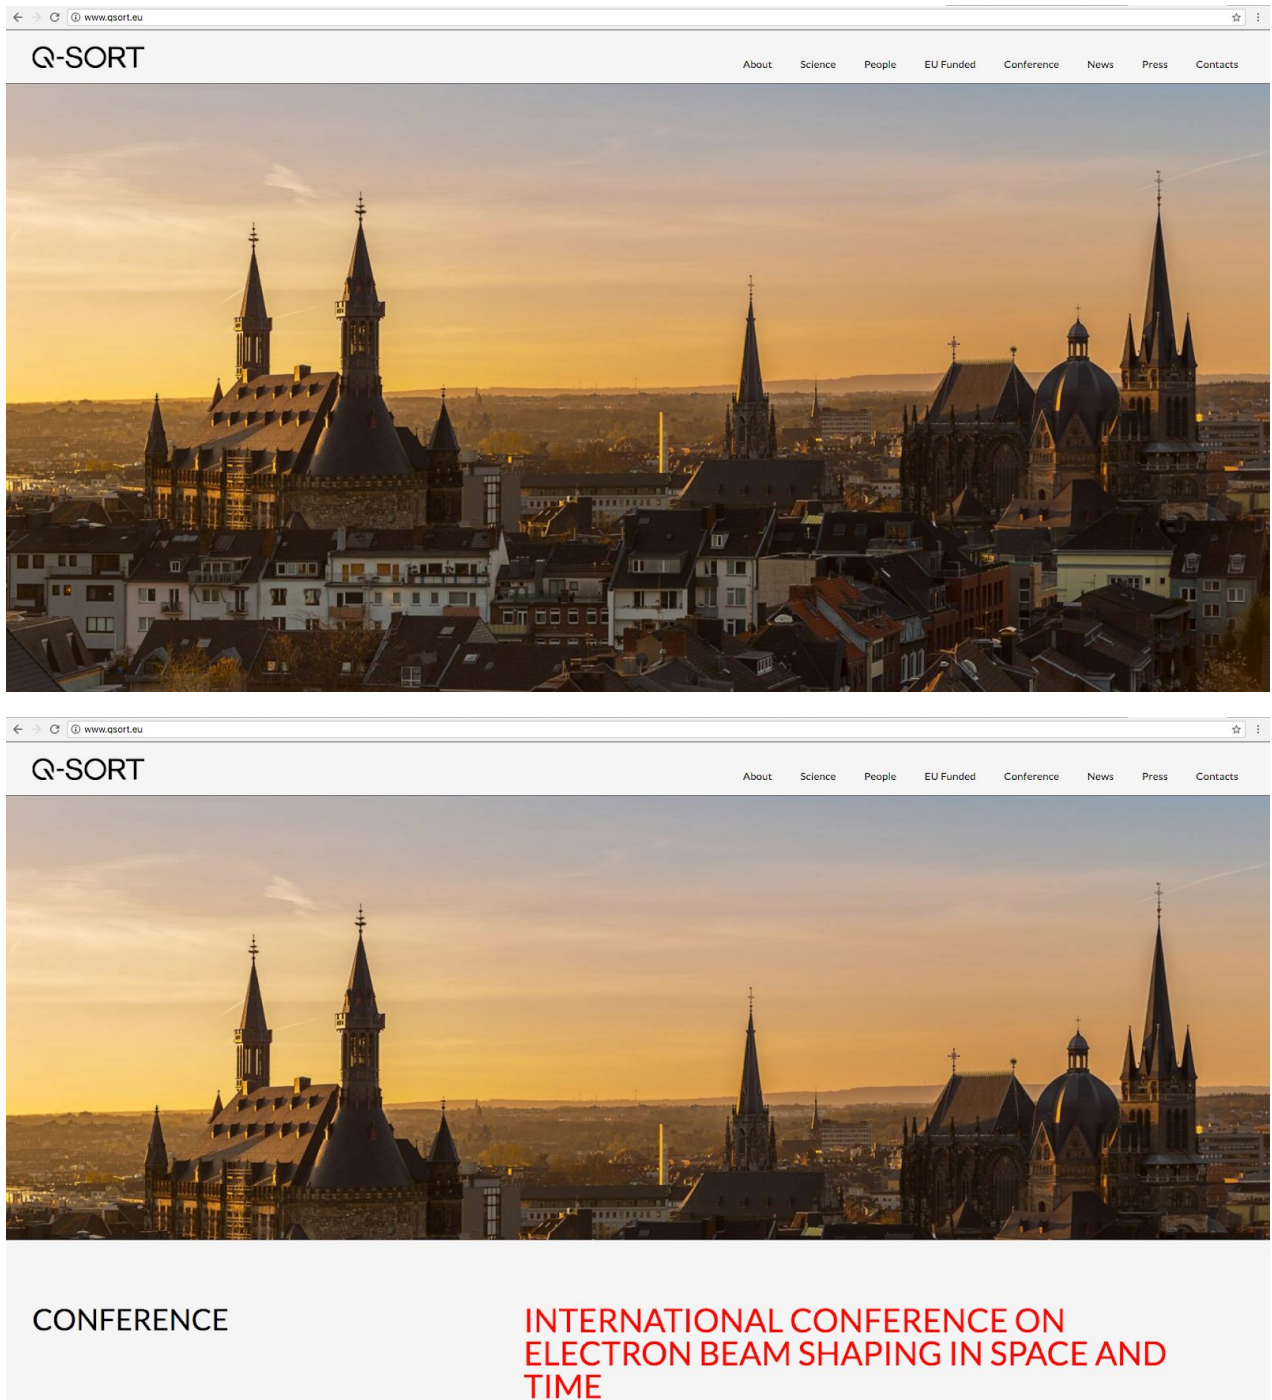 www.qsort.eu
Q-SORT
About Science People EU Funded Conference News Press Contacts
www.qsort.eu
Q-SORT
About Science People EU Funded Conference News Press Contacts
CONFERENCE
INTERNATIONAL CONFERENCE ON
ELECTRON BEAM SHAPING IN SPACE AND
TIME